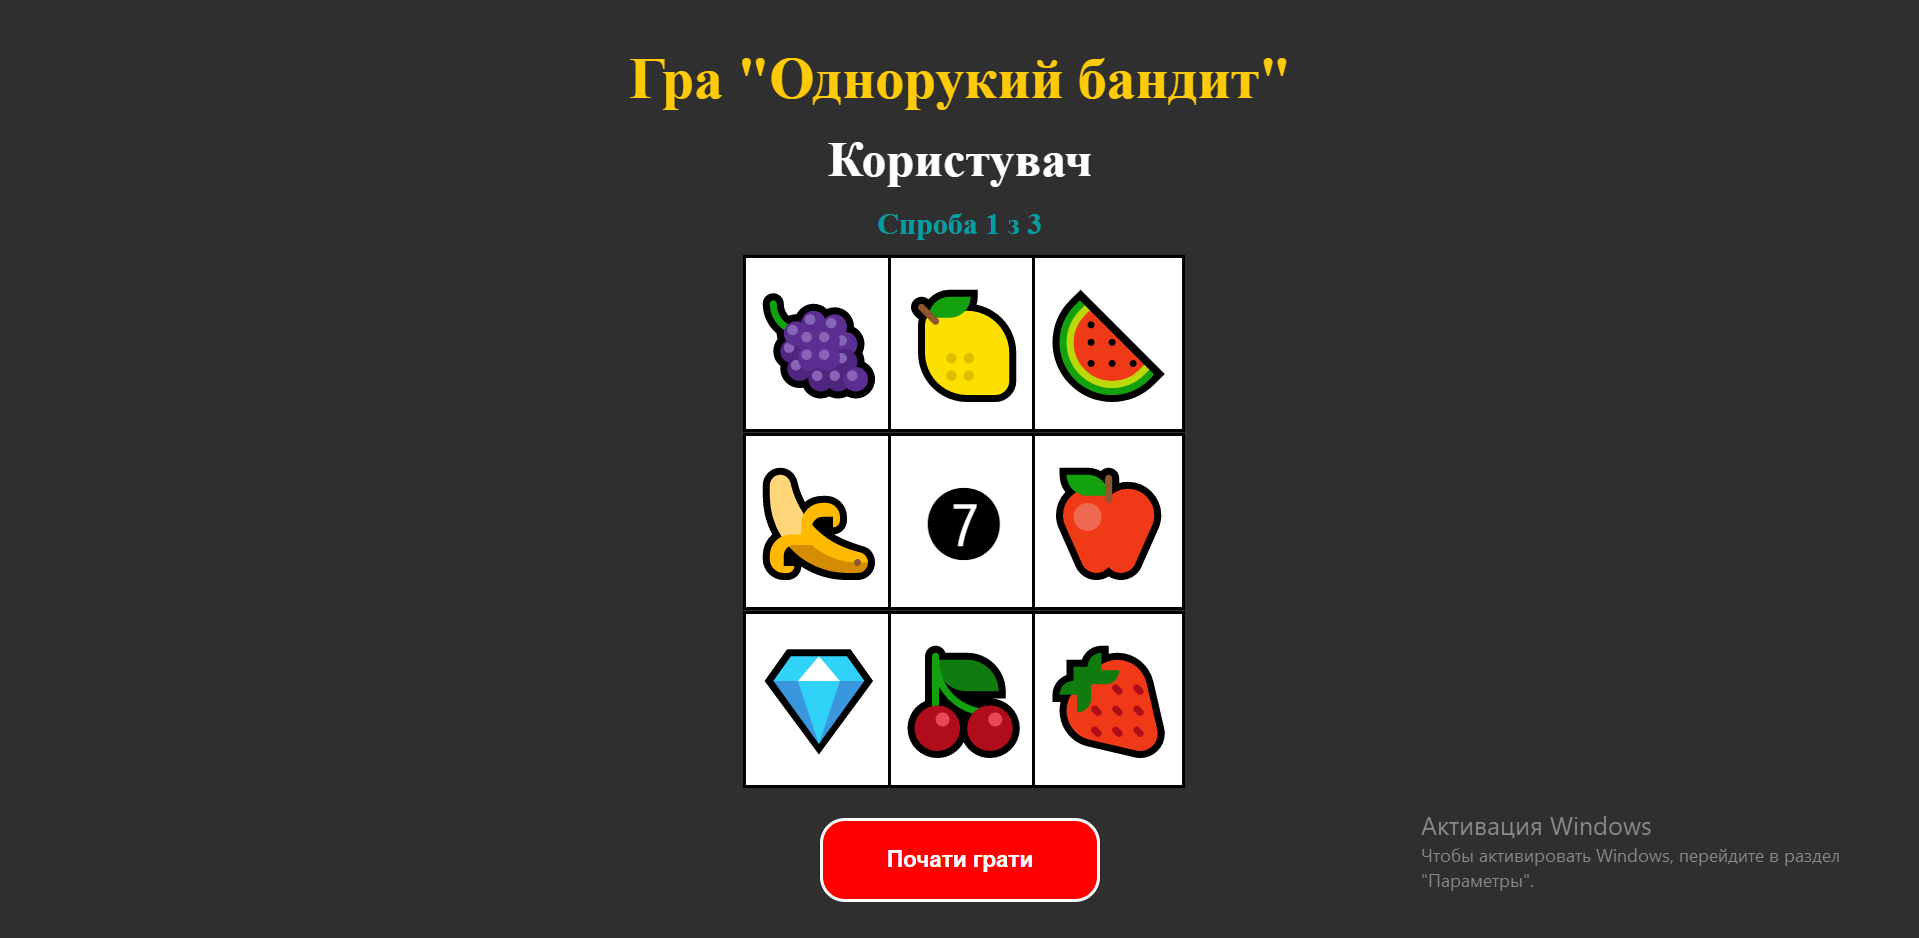 Гра "Однорукий бандит"
Користувач
Спроба 1 з 3
7
Почати грати
Активация Windows
Чтобы активировать Windows, перейдите в раздел
"Параметры".